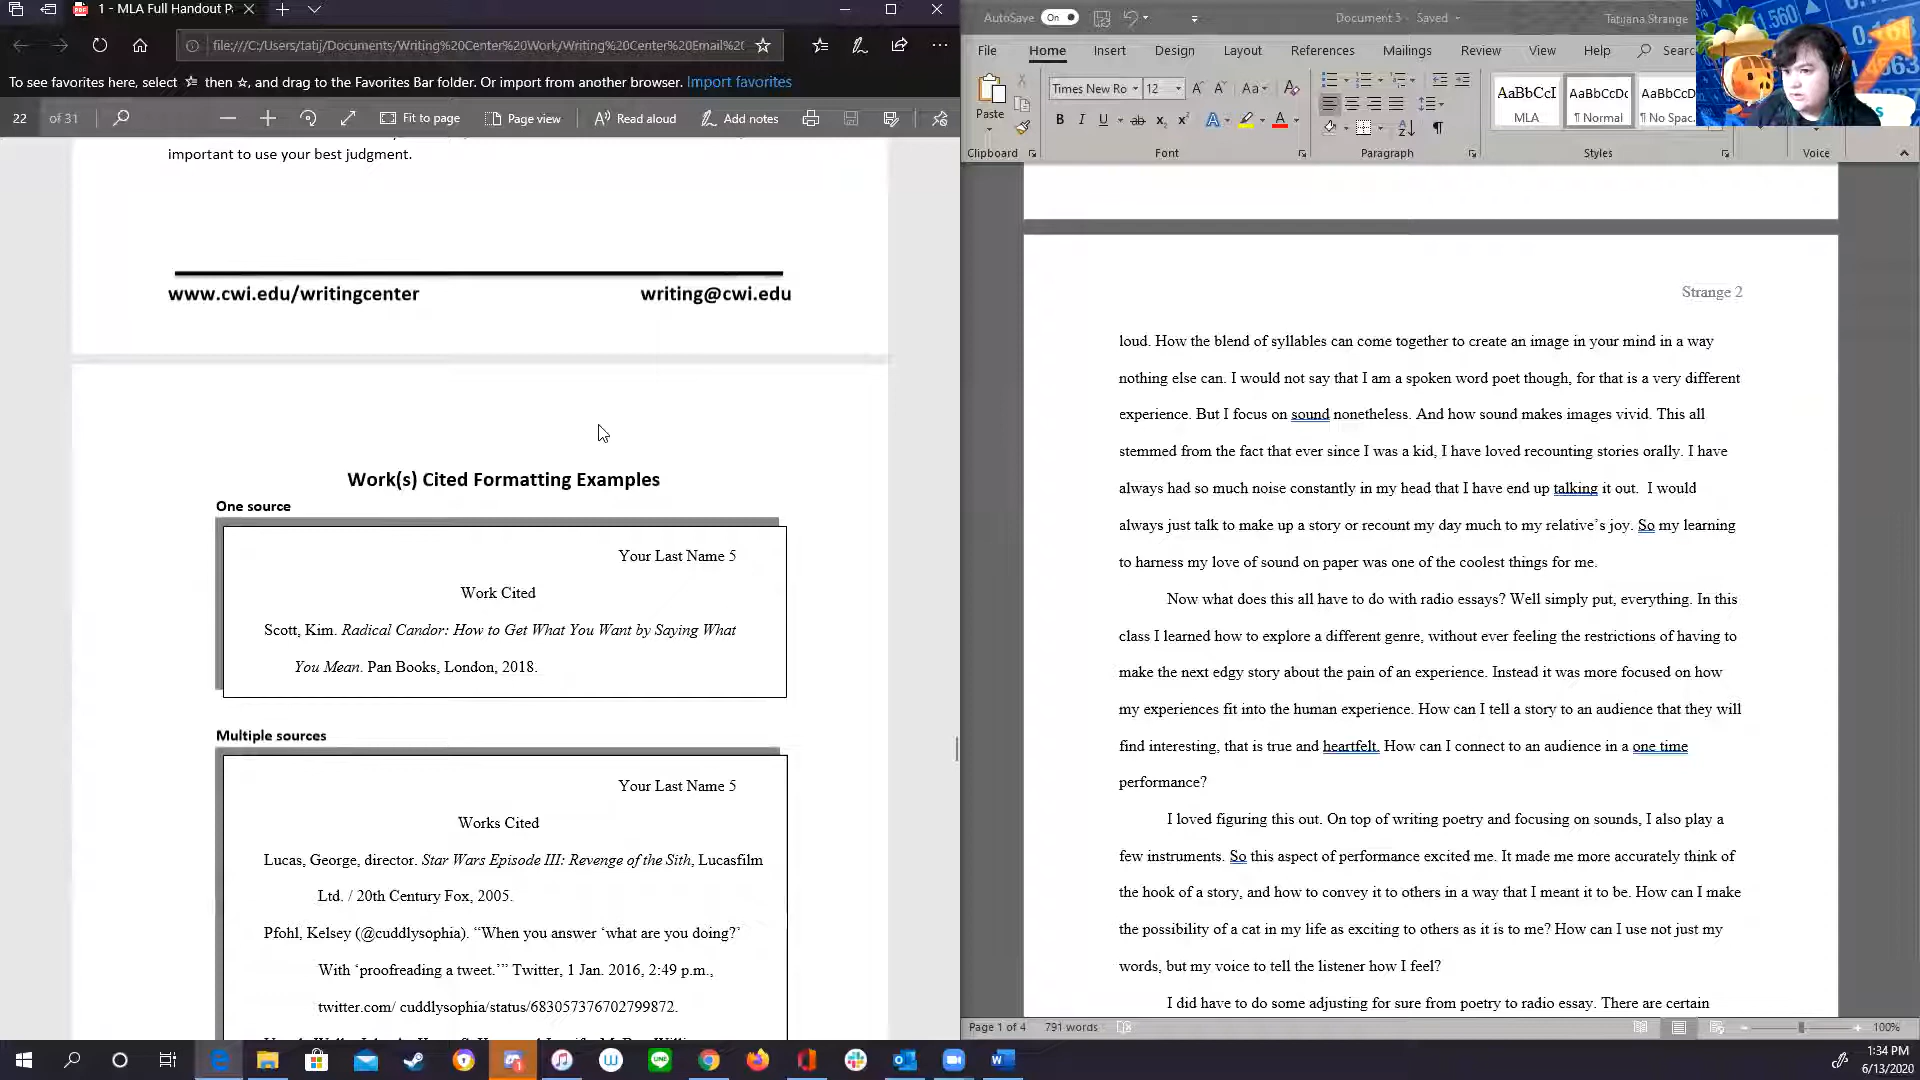 1 - MLA Full Handout P.
file:///C:/Users/tatij/Documents/Writing%20Center%20Work/Writing%20Center%20Email%20(
To see favorites here, select then ☆, and drag to the Favorites Bar folder. Or import from another browser. Import favorites
22 of 31 Fit to page Page view Read aloud Add notes
important to use your best judgment.
www.cwi.edu/writingcenter writing@cwi.edu
Work(s) Cited Formatting Examples
One source
Your Last Name 5
Work Cited
Scott, Kim. Radical Candor: How to Get What You Want by Saying What
You Mean. Pan Books, London, 2018.
Multiple sources
Your Last Name 5
Works Cited
Lucas, George, director. Star Wars Episode III: Revenge of the Sith, Lucasfilm
Ltd. / 20th Century Fox, 2005.
Pfohl, Kelsey (@cuddlysophia). “When you answer ‘what are you doing?’
With ‘proofreading a tweet.’” Twitter, 1 Jan. 2016, 2:49 p.m.,
twitter.com/ cuddlysophia/status/683057376702799872.
AutoSave On Document 3 - Saved Tatijana Strange
File Home Insert Design Layout References Mailings Review View Help Searc
Times New Ro 12
Paste
AaBbCcI AaBbCcDc AaBbCcD
MLA ¶ Normal ¶ No Spac...
Clipboard Font Paragraph Styles Voice
Strange 2
loud. How the blend of syllables can come together to create an image in your mind in a way
nothing else can. I would not say that I am a spoken word poet though, for that is a very different
experience. But I focus on sound nonetheless. And how sound makes images vivid. This all
stemmed from the fact that ever since I was a kid, I have loved recounting stories orally. I have
always had so much noise constantly in my head that I have end up talking it out.  I would
always just talk to make up a story or recount my day much to my relative’s joy. So my learning
to harness my love of sound on paper was one of the coolest things for me.
Now what does this all have to do with radio essays? Well simply put, everything. In this
class I learned how to explore a different genre, without ever feeling the restrictions of having to
make the next edgy story about the pain of an experience. Instead it was more focused on how
my experiences fit into the human experience. How can I tell a story to an audience that they will
find interesting, that is true and heartfelt. How can I connect to an audience in a one time
performance?
I loved figuring this out. On top of writing poetry and focusing on sounds, I also play a
few instruments. So this aspect of performance excited me. It made me more accurately think of
the hook of a story, and how to convey it to others in a way that I meant it to be. How can I make
the possibility of a cat in my life as exciting to others as it is to me? How can I use not just my
words, but my voice to tell the listener how I feel?
I did have to do some adjusting for sure from poetry to radio essay. There are certain
Page 1 of 4 791 words 100%
1:34 PM
6/13/2020